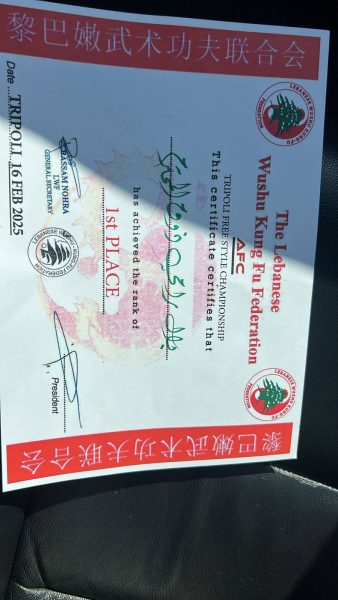 黎巴嫩武术功夫联合会
The Lebanese
Wushu Kung Fu Federation
AFC
TRIPOLI FREE STYLE CHAMPIONSHIP
This certificate certifies that
has achieved the rank of
1st PLACE
BASSAM NOHRA
LWF
GENERAL SECRETARY
President
Date
TRIPOLI, 16 FEB 2025
黎巴嫩武术功夫联合会